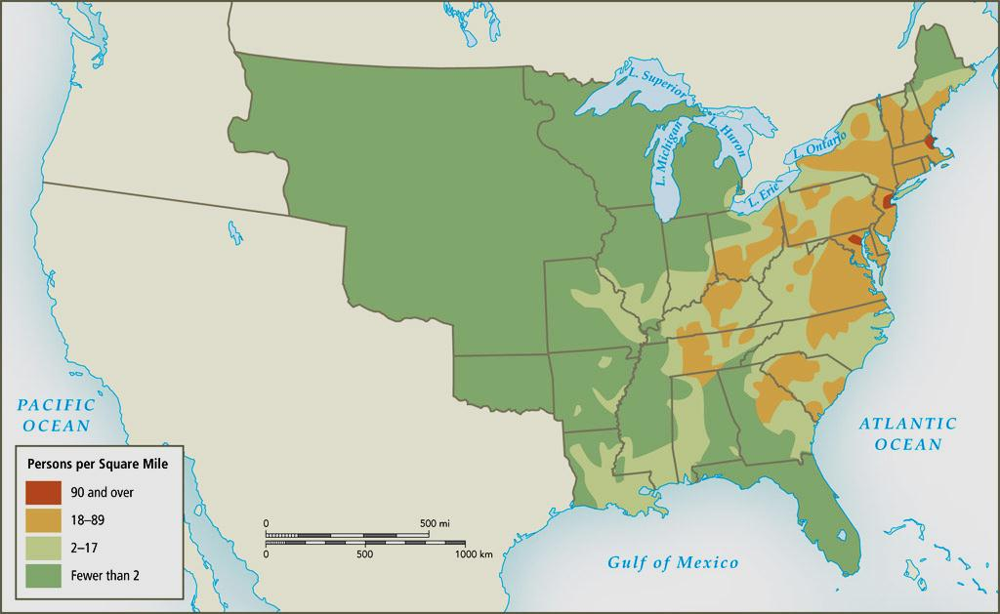 L. Superior
L. Michigan
L. Huron
L. Ontario
L. Erie
PACIFIC
OCEAN
ATLANTIC
OCEAN
Persons per Square Mile
90 and over
18–89
2–17
Fewer than 2
0 500 mi
0 500 1000 km
Gulf of Mexico